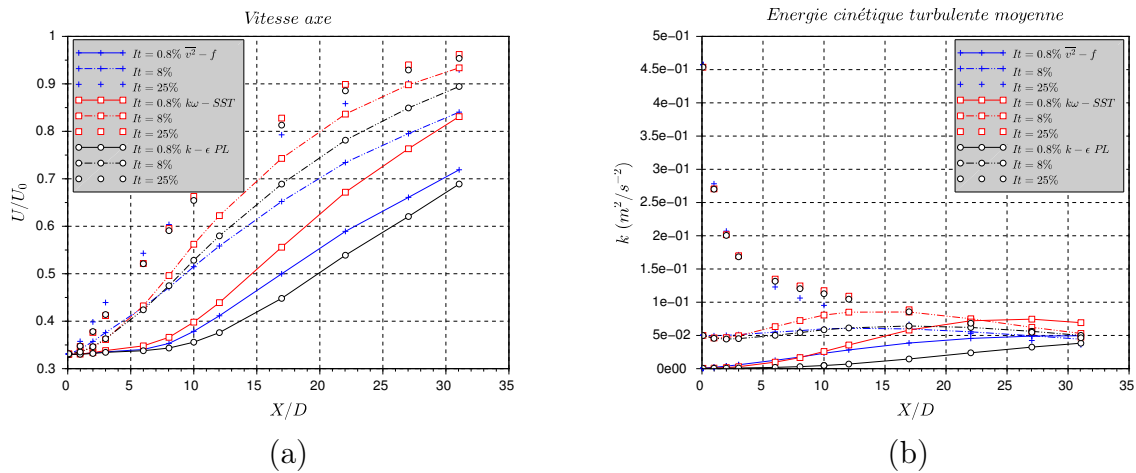 Vitesse axe
1
0.9
0.8
0.7
0.6
0.5
0.4
0.3
U/U₀
0 5 10 15 20 25 30 35
X/D
It = 0.8% v²̅ − f
It = 8%
It = 25%
It = 0.8% kω − SST
It = 8%
It = 25%
It = 0.8% k − ϵ PL
It = 8%
It = 25%
(a)
Energie cinétique turbulente moyenne
5e−01
4.5e−01
4e−01
3.5e−01
3e−01
2.5e−01
2e−01
1.5e−01
1e−01
5e−02
0e00
k (m²/s⁻²)
0 5 10 15 20 25 30 35
X/D
It = 0.8% v²̅ − f
It = 8%
It = 25%
It = 0.8% kω − SST
It = 8%
It = 25%
It = 0.8% k − ϵ PL
It = 8%
It = 25%
(b)